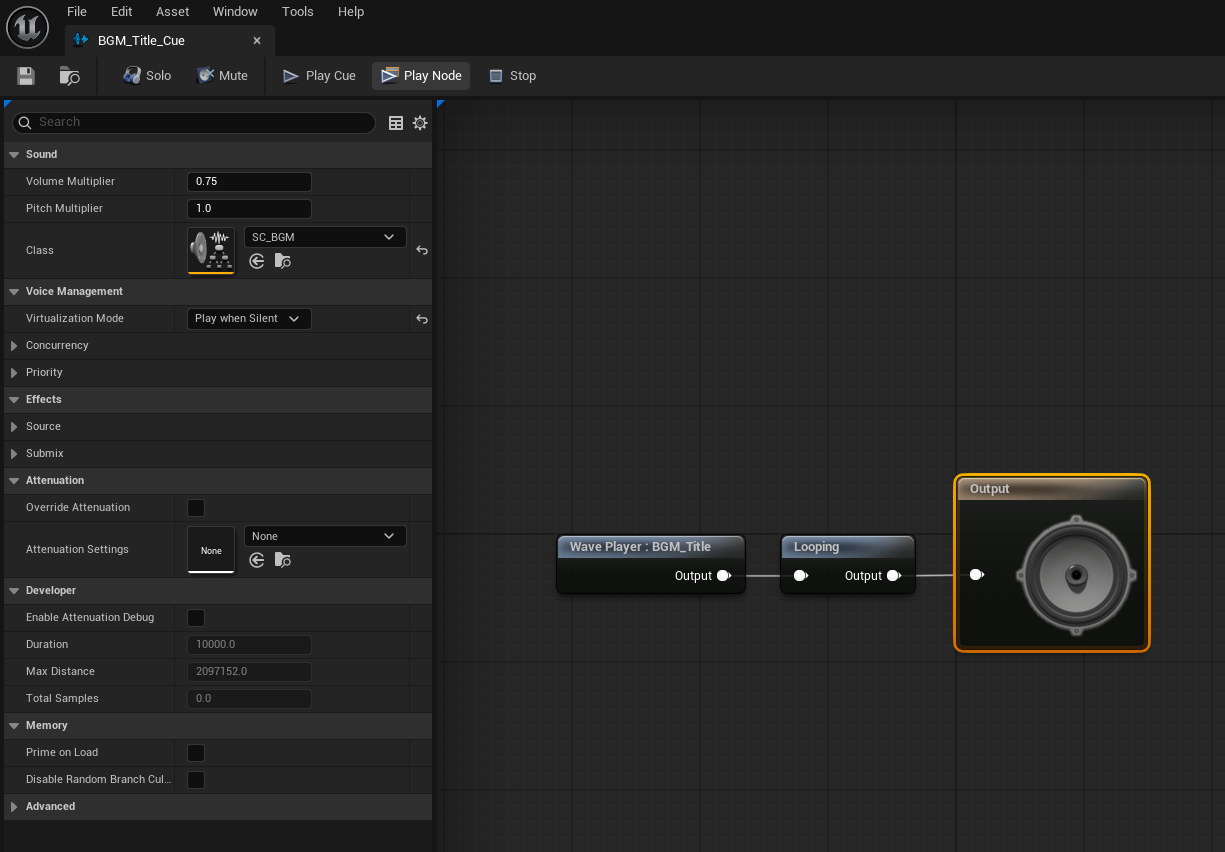 File Edit Asset Window Tools Help
BGM_Title_Cue
Solo Mute Play Cue Play Node Stop
Search
Sound
Volume Multiplier 0.75
Pitch Multiplier 1.0
Class SC_BGM
Voice Management
Virtualization Mode Play when Silent
Concurrency
Priority
Effects
Source
Submix
Attenuation
Override Attenuation
Attenuation Settings None None
Developer
Enable Attenuation Debug
Duration 10000.0
Max Distance 2097152.0
Total Samples 0.0
Memory
Prime on Load
Disable Random Branch Cul...
Advanced
Wave Player : BGM_Title
Output
Looping
Output
Output